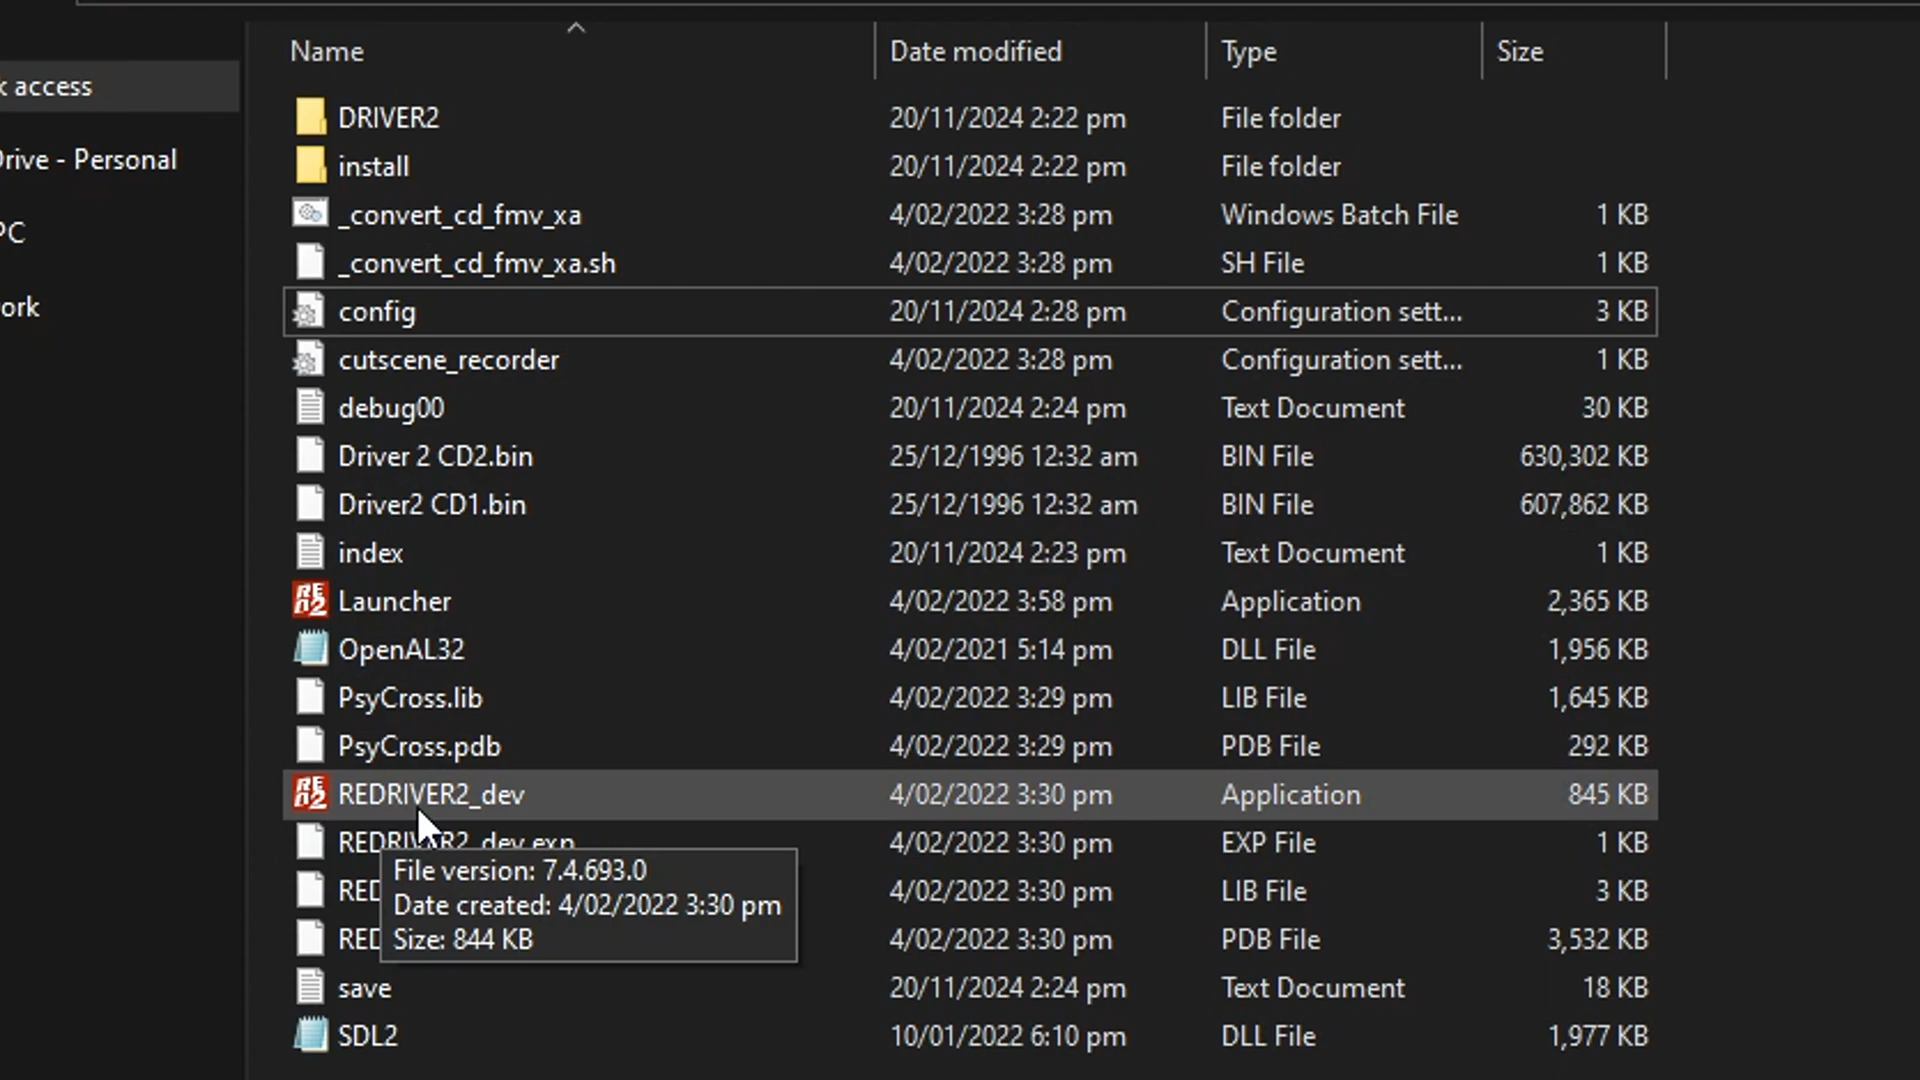 Name Date modified Type Size
k access
Drive - Personal
PC
ork
DRIVER2 20/11/2024 2:22 pm File folder
install 20/11/2024 2:22 pm File folder
_convert_cd_fmv_xa 4/02/2022 3:28 pm Windows Batch File 1 KB
_convert_cd_fmv_xa.sh 4/02/2022 3:28 pm SH File 1 KB
config 20/11/2024 2:28 pm Configuration sett... 3 KB
cutscene_recorder 4/02/2022 3:28 pm Configuration sett... 1 KB
debug00 20/11/2024 2:24 pm Text Document 30 KB
Driver 2 CD2.bin 25/12/1996 12:32 am BIN File 630,302 KB
Driver2 CD1.bin 25/12/1996 12:32 am BIN File 607,862 KB
index 20/11/2024 2:23 pm Text Document 1 KB
Launcher 4/02/2022 3:58 pm Application 2,365 KB
OpenAL32 4/02/2021 5:14 pm DLL File 1,956 KB
PsyCross.lib 4/02/2022 3:29 pm LIB File 1,645 KB
PsyCross.pdb 4/02/2022 3:29 pm PDB File 292 KB
REDRIVER2_dev 4/02/2022 3:30 pm Application 845 KB
REDRIVER2_dev.exp 4/02/2022 3:30 pm EXP File 1 KB
RED 4/02/2022 3:30 pm LIB File 3 KB
RED 4/02/2022 3:30 pm PDB File 3,532 KB
File version: 7.4.693.0
Date created: 4/02/2022 3:30 pm
Size: 844 KB
save 20/11/2024 2:24 pm Text Document 18 KB
SDL2 10/01/2022 6:10 pm DLL File 1,977 KB